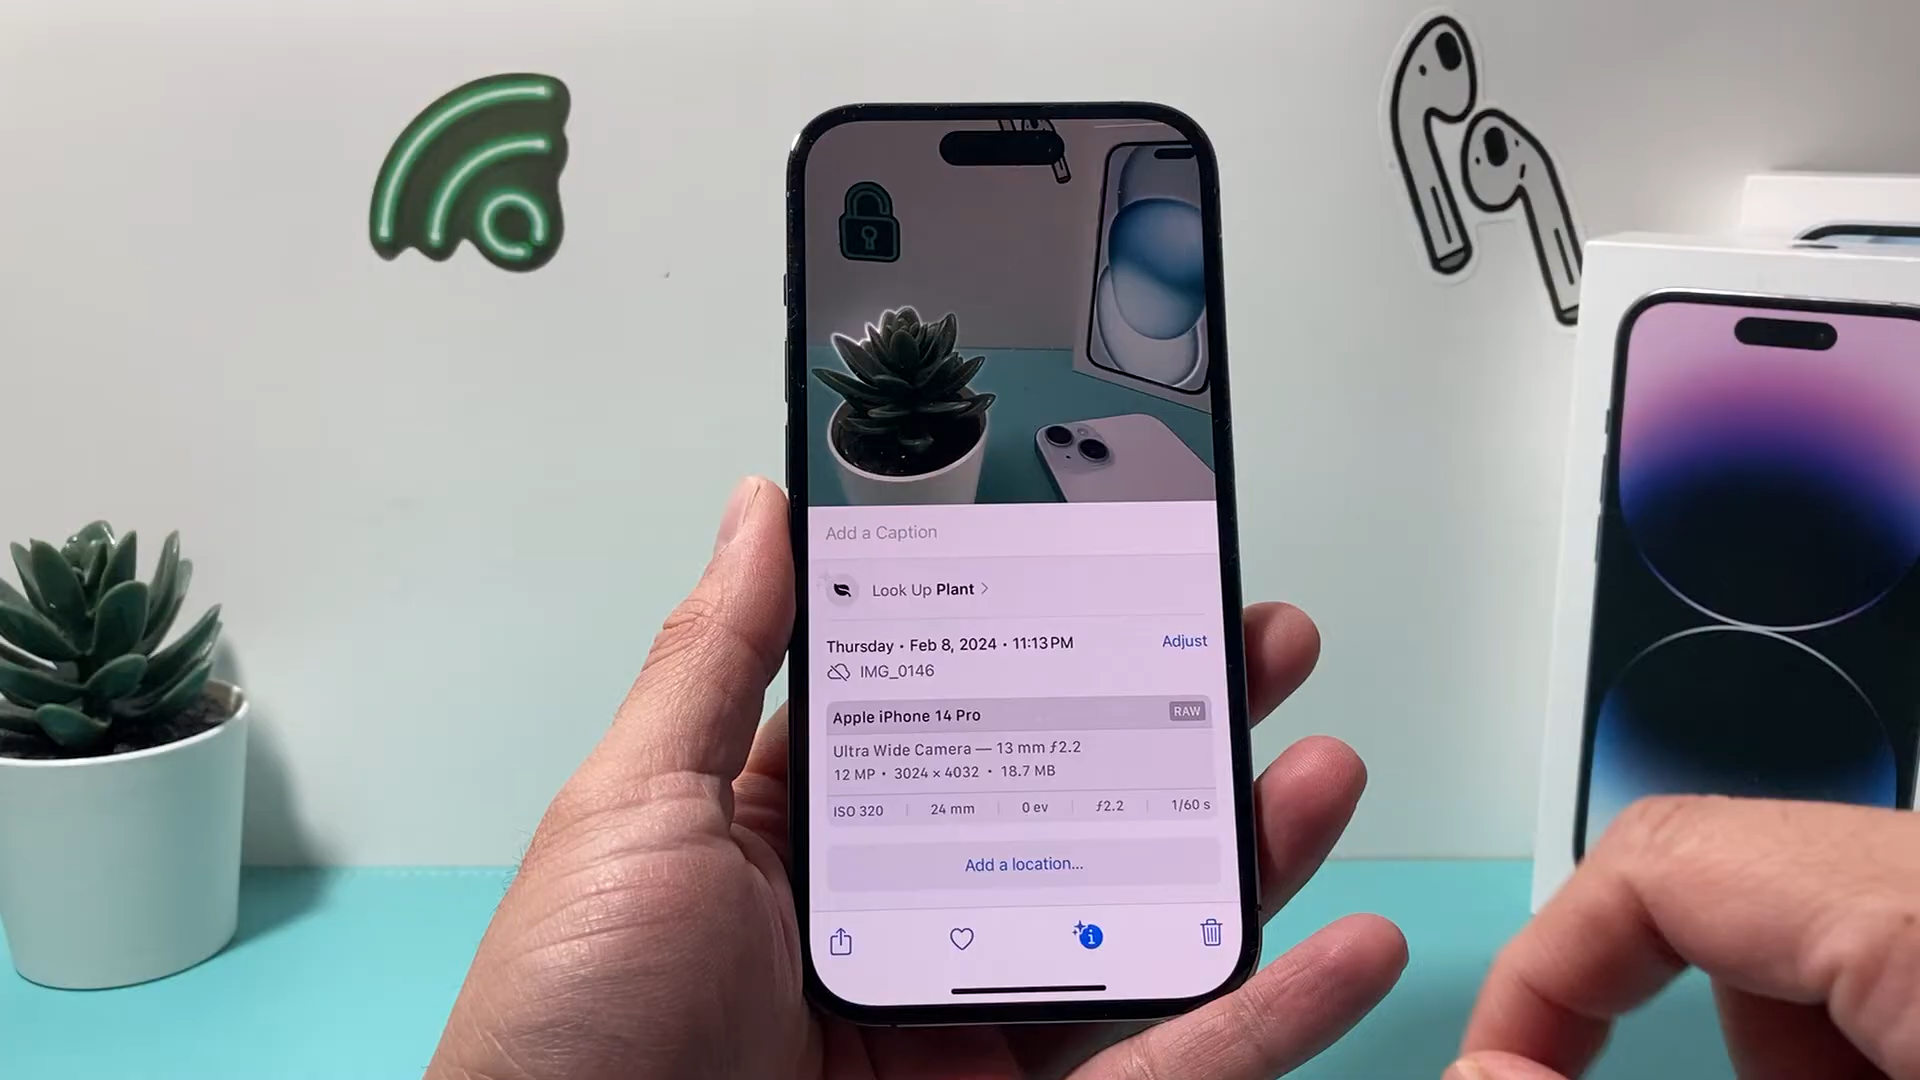 Add a Caption
Look Up Plant
Thursday • Feb 8, 2024 • 11:13 PM
Adjust
IMG_0146
Apple iPhone 14 Pro
RAW
Ultra Wide Camera — 13 mm ƒ2.2
12 MP • 3024 × 4032 • 18.7 MB
ISO 320 24 mm 0 ev ƒ2.2 1/60 s
Add a location...